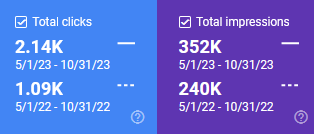 Total clicks
2.14K
5/1/23 - 10/31/23
1.09K
5/1/22 - 10/31/22
Total impressions
352K
5/1/23 - 10/31/23
240K
5/1/22 - 10/31/22